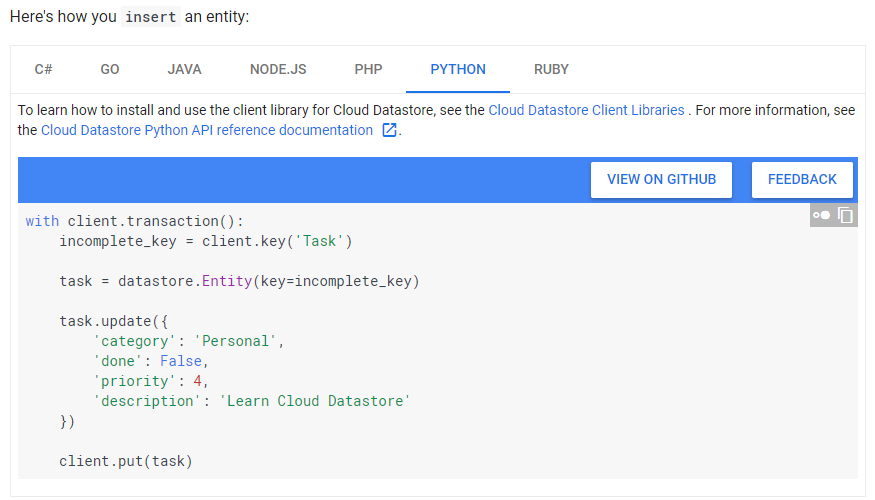 Here's how you insert an entity:
C# GO JAVA NODE.JS PHP PYTHON RUBY
To learn how to install and use the client library for Cloud Datastore, see the Cloud Datastore Client Libraries . For more information, see
the Cloud Datastore Python API reference documentation .
VIEW ON GITHUB FEEDBACK
with client.transaction():
    incomplete_key = client.key('Task')
    task = datastore.Entity(key=incomplete_key)
    task.update({
        'category': 'Personal',
        'done': False,
        'priority': 4,
        'description': 'Learn Cloud Datastore'
    })
    client.put(task)